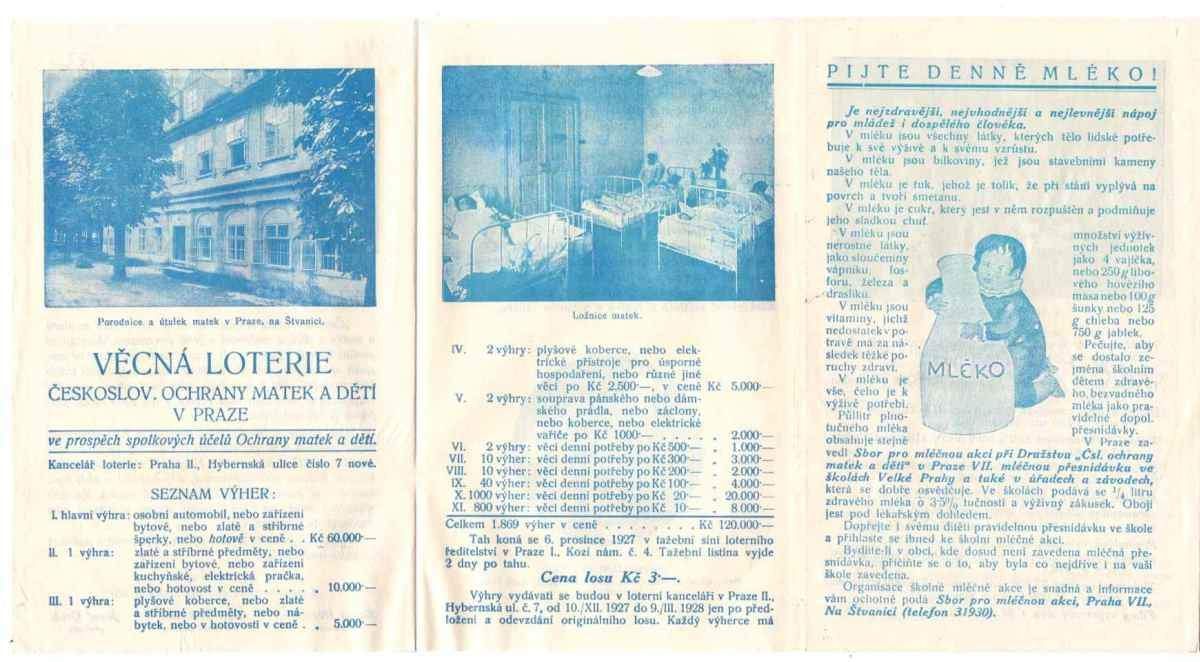 Porodnice a útulek matek v Praze, na Štvanici.
VĚCNÁ LOTERIE
ČESKOSLOV. OCHRANY MATEK A DĚTÍ
V PRAZE
ve prospěch spolkových účelů Ochrany matek a dětí.
Kancelář loterie: Praha II., Hybernská ulice číslo 7 nové.
SEZNAM VÝHER:
I. hlavní výhra: osobní automobil, nebo zařízení
bytové, nebo zlaté a stříbrné
šperky, nebo hotově v ceně . . Kč 60.000·—
II. 1 výhra: zlaté a stříbrné předměty, nebo
zařízení bytové, nebo zařízení
kuchyňské, elektrická pračka,
nebo hotovost v ceně . . . . „ 10.000·—
III. 1 výhra: plyšové koberce, nebo zlaté
a stříbrné předměty, nebo ná-
bytek, nebo v hotovosti v ceně . „ 5.000·—
Ložnice matek.
IV. 2 výhry: plyšové koberce, nebo elek-
trické přístroje pro úsporné
hospodaření, nebo různé jiné
věci po Kč 2.500·—, v ceně Kč 5.000·—
V. 2 výhry: souprava pánského nebo dám-
ského prádla, nebo záclony,
nebo koberce, nebo elektrické
vařiče po Kč 1000·— . . . . . „ 2.000·—
VI. 2 výhry: věci denní potřeby po Kč 500·— „ 1.000·—
VII. 10 výher: věci denní potřeby po Kč 300·— „ 3.000·—
VIII. 10 výher: věci denní potřeby po Kč 200·— „ 2.000·—
IX. 40 výher: věci denní potřeby po Kč 100·— „ 4.000·—
X. 1000 výher: věci denní potřeby po Kč 20·— „ 20.000·—
XI. 800 výher: věci denní potřeby po Kč 10·— „ 8.000·—
Celkem 1.869 výher v ceně . . . . . . . . Kč 120.000·—
Tah koná se 6. prosince 1927 v tažební síni loterního
ředitelství v Praze I., Kozí nám. č. 4. Tažební listina vyjde
2 dny po tahu.
Cena losu Kč 3·—.
Výhry vydávati se budou v loterní kanceláři v Praze II.,
Hybernská ul. č. 7, od 10./XII. 1927 do 9./III. 1928 jen po před-
ložení a odevzdání originálního losu. Každý výherce má
PIJTE DENNĚ MLÉKO!
Je nejzdravější, nejvhodnější a nejlevnější nápoj
pro mládež i dospělého člověka.
V mléku jsou všechny látky, kterých tělo lidské potře-
buje k své výživě a k svému vzrůstu.
V mléku jsou bílkoviny, jež jsou stavebními kameny
našeho těla.
V mléku je tuk, jehož je tolik, že při stání vyplývá na
povrch a tvoří smetanu.
V mléku je cukr, který jest v něm rozpuštěn a podmiňuje
jeho sladkou chuť.
V mléku jsou
nerostné látky,
jako sloučeniny
vápníku, fos-
foru, železa a
draslíku.
V mléku jsou
vitaminy, jichž
nedostatek v po-
travě má za ná-
sledek těžké po-
ruchy zdraví.
V mléku je
vše, čeho je k
výživě potřebí.
Půllitr plno-
tučného mléka
obsahuje stejné
množství výživ-
ných jednotek
jako 4 vajíčka,
nebo 250 g libo-
vého hovězího
masa nebo 100 g
šunky nebo 125
g chleba nebo
750 g jablek.
Pečujte, aby
se dostalo ze-
jména školním
dětem zdravé-
ho, bezvadného
mléka jako pra-
videlné dopol.
přesnídávky.
V Praze za-
MLÉKO
vedl Sbor pro mléčnou akci při Družstvu „Čsl. ochrany
matek a dětí“ v Praze VII. mléčnou přesnídávku ve
školách Velké Prahy a také v úřadech a závodech,
která se dobře osvědčuje. Ve školách podává se ¼ litru
zdravého mléka o 3·5% tučnosti a výživný zákusek. Obojí
jest pod lékařským dohledem.
Dopřejte i svému dítěti pravidelnou přesnídávku ve škole
a přihlaste se ihned ke školní mléčné akci.
Bydlíte-li v obci, kde dosud není zavedena mléčná pře-
snídávka, přičiňte se o to, aby byla co nejdříve i na vaší
škole zavedena.
Organisace školné mléčné akce je snadná a informace
vám ochotně podá Sbor pro mléčnou akci, Praha VII.,
Na Štvanici (telefon 31930).